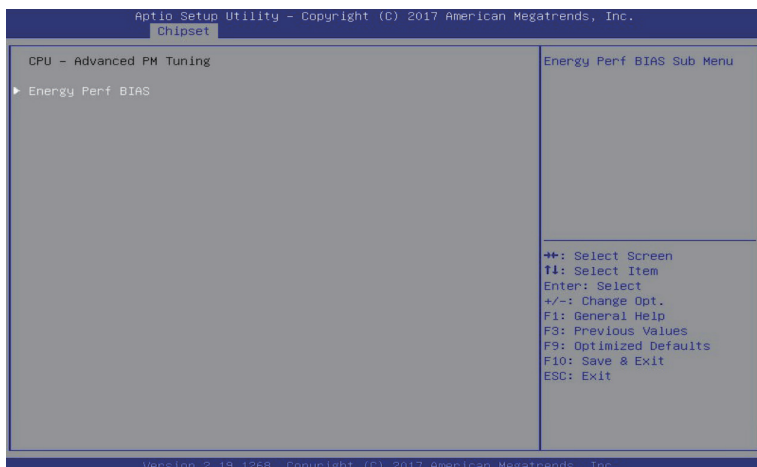 Aptio Setup Utility – Copyright (C) 2017 American Megatrends, Inc.
Chipset
CPU – Advanced PM Tuning
Energy Perf BIAS
Energy Perf BIAS Sub Menu
→←: Select Screen
↑↓: Select Item
Enter: Select
+/-: Change Opt.
F1: General Help
F3: Previous Values
F9: Optimized Defaults
F10: Save & Exit
ESC: Exit
Version 2.19.1268. Copyright (C) 2017 American Megatrends, Inc.